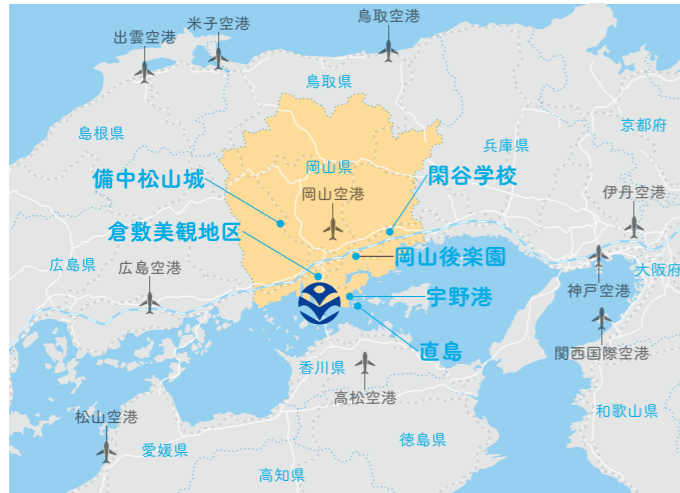 鳥取空港
米子空港
出雲空港
鳥取県
島根県
京都府
兵庫県
岡山県
備中松山城
閑谷学校
岡山空港
伊丹空港
倉敷美観地区
岡山後楽園
広島県
広島空港
大阪府
神戸空港
宇野港
直島
関西国際空港
香川県
高松空港
和歌山県
松山空港
徳島県
愛媛県
高知県